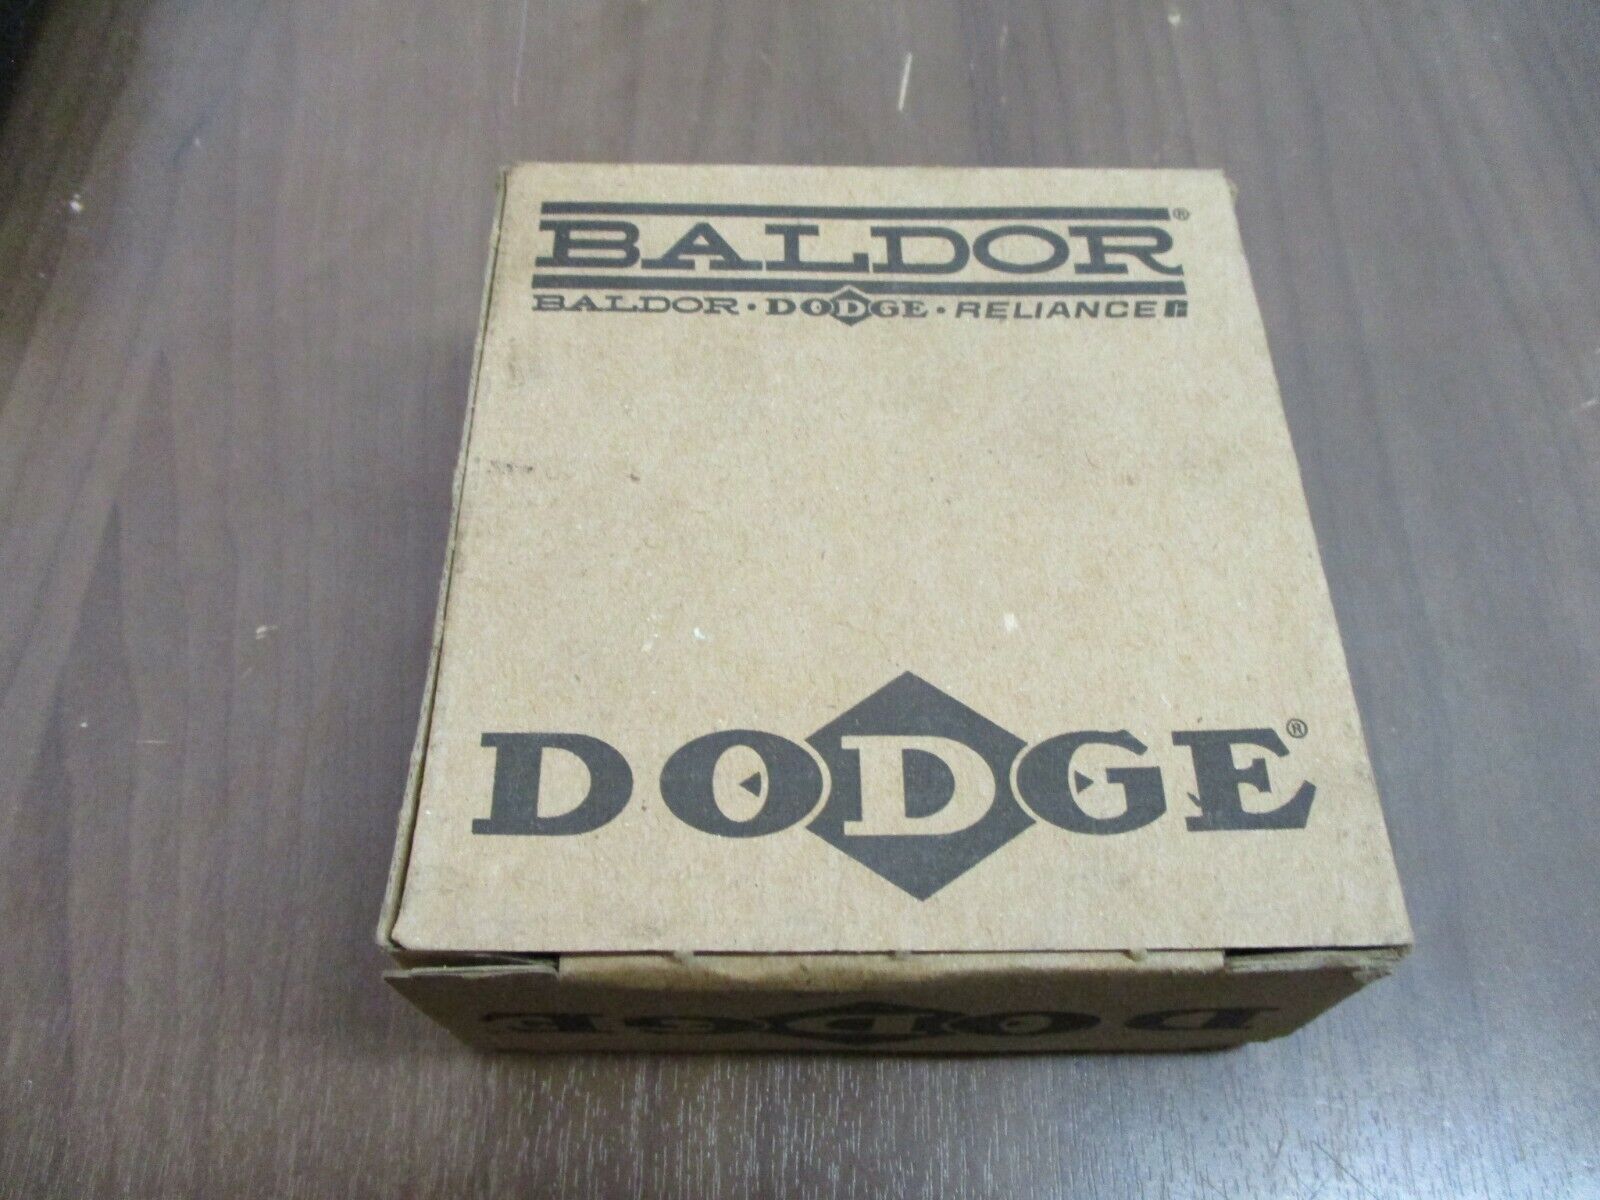 BALDOR®
BALDOR · DODGE · RELIANCE
DODGE®
DODGE